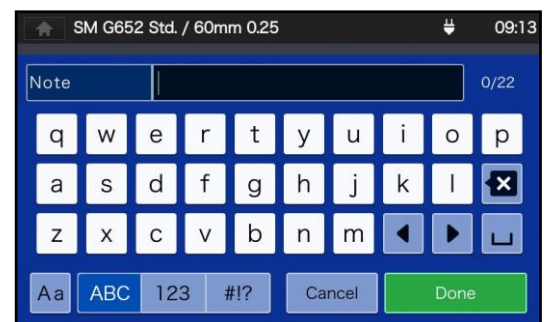 SM G652 Std. / 60mm 0.25 09:13
Note 0/22
q w e r t y u i o p
a s d f g h j k l
z x c v b n m
Aa ABC 123 #!? Cancel Done